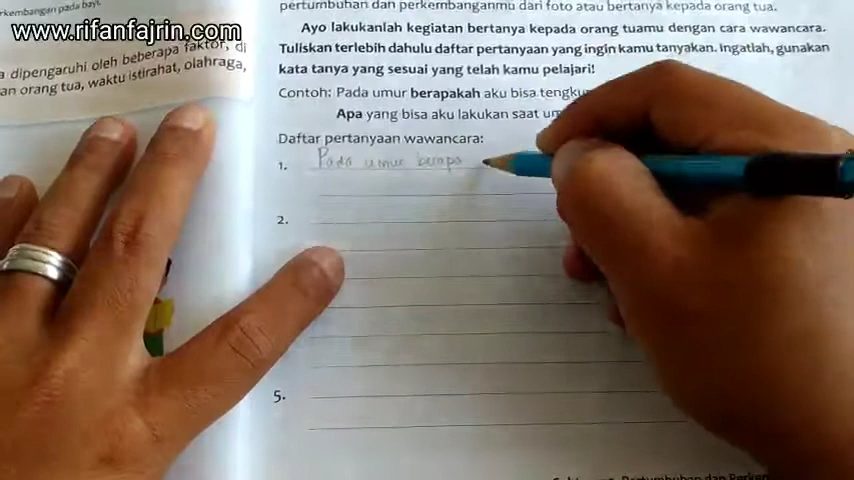 rkembangan pada bayi.
www.rifanfajrin.com
a dipengaruhi oleh beberapa faktor, di
an orang tua, waktu istirahat, olahraga,
pertumbuhan dan perkembanganmu dari foto atau bertanya kepada orang tua.
Ayo lakukanlah kegiatan bertanya kepada orang tuamu dengan cara wawancara.
Tuliskan terlebih dahulu daftar pertanyaan yang ingin kamu tanyakan. Ingatlah, gunakan
kata tanya yang sesuai yang telah kamu pelajari!
Contoh: Pada umur berapakah aku bisa tengku
Apa yang bisa aku lakukan saat u
Daftar pertanyaan wawancara:
1. Pada umur berapa
2.
5.